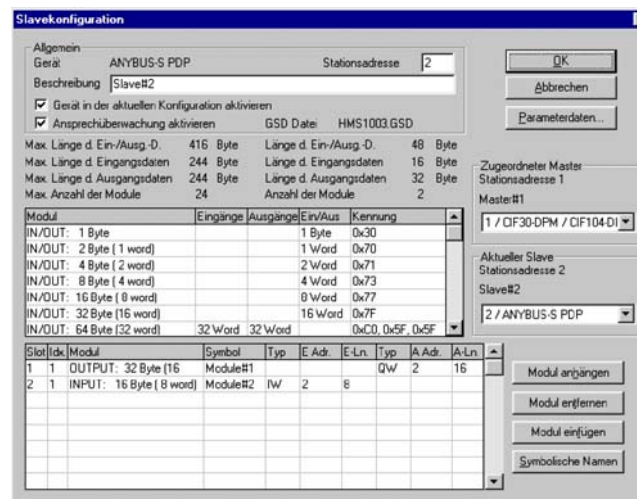 Slavekonfiguration
Allgemein
Gerät ANYBUS-S PDP Stationsadresse 2
Beschreibung Slave#2
Gerät in der aktuellen Konfiguration aktivieren
Ansprechüberwachung aktivieren GSD Datei HMS1003.GSD
OK
Abbrechen
Parameterdaten...
Max. Länge d. Ein-/Ausg.-D. 416 Byte Länge d. Ein-/Ausg.-D. 48 Byte
Max. Länge d. Eingangsdaten 244 Byte Länge d. Eingangsdaten 16 Byte
Max. Länge d. Ausgangsdaten 244 Byte Länge d. Ausgangsdaten 32 Byte
Max. Anzahl der Module 24 Anzahl der Module 2
Zugeordneter Master
Stationsadresse 1
Master#1
1 / CIF30-DPM / CIF104-DI
Aktueller Slave
Stationsadresse 2
Slave#2
2 / ANYBUS-S PDP
Modul Eingänge Ausgänge Ein/Aus Kennung
IN/OUT: 1 Byte 1 Byte 0x30
IN/OUT: 2 Byte ( 1 word) 1 Word 0x70
IN/OUT: 4 Byte ( 2 word) 2 Word 0x71
IN/OUT: 8 Byte ( 4 word) 4 Word 0x73
IN/OUT: 16 Byte ( 8 word) 8 Word 0x77
IN/OUT: 32 Byte (16 word) 16 Word 0x7F
IN/OUT: 64 Byte (32 word) 32 Word 32 Word 0xC0, 0x5F, 0x5F
Slot Idx. Modul Symbol Typ E Adr. E-Ln. Typ A Adr. A-Ln.
1 1 OUTPUT: 32 Byte (16 Module#1 QW 2 16
2 1 INPUT: 16 Byte ( 8 word) Module#2 IW 2 8
Modul anhängen
Modul entfernen
Modul einfügen
Symbolische Namen